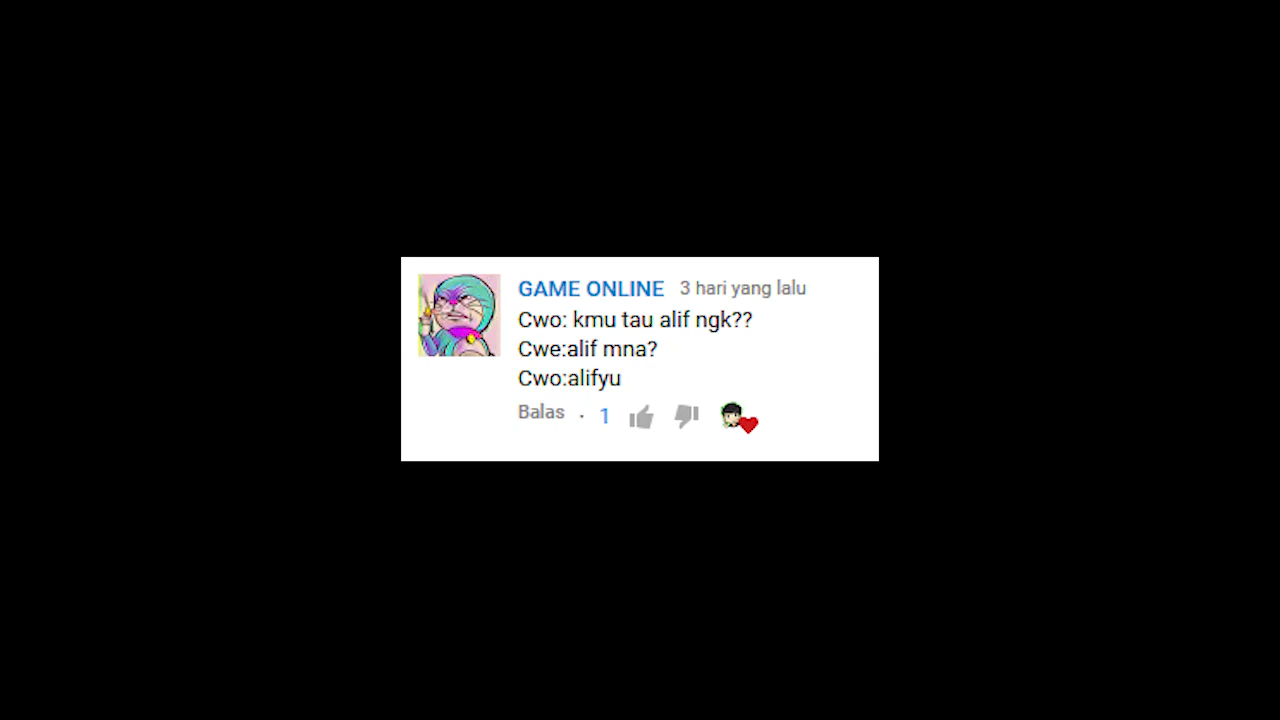 GAME ONLINE 3 hari yang lalu
Cwo: kmu tau alif ngk??
Cwe:alif mna?
Cwo:alifyu
Balas . 1